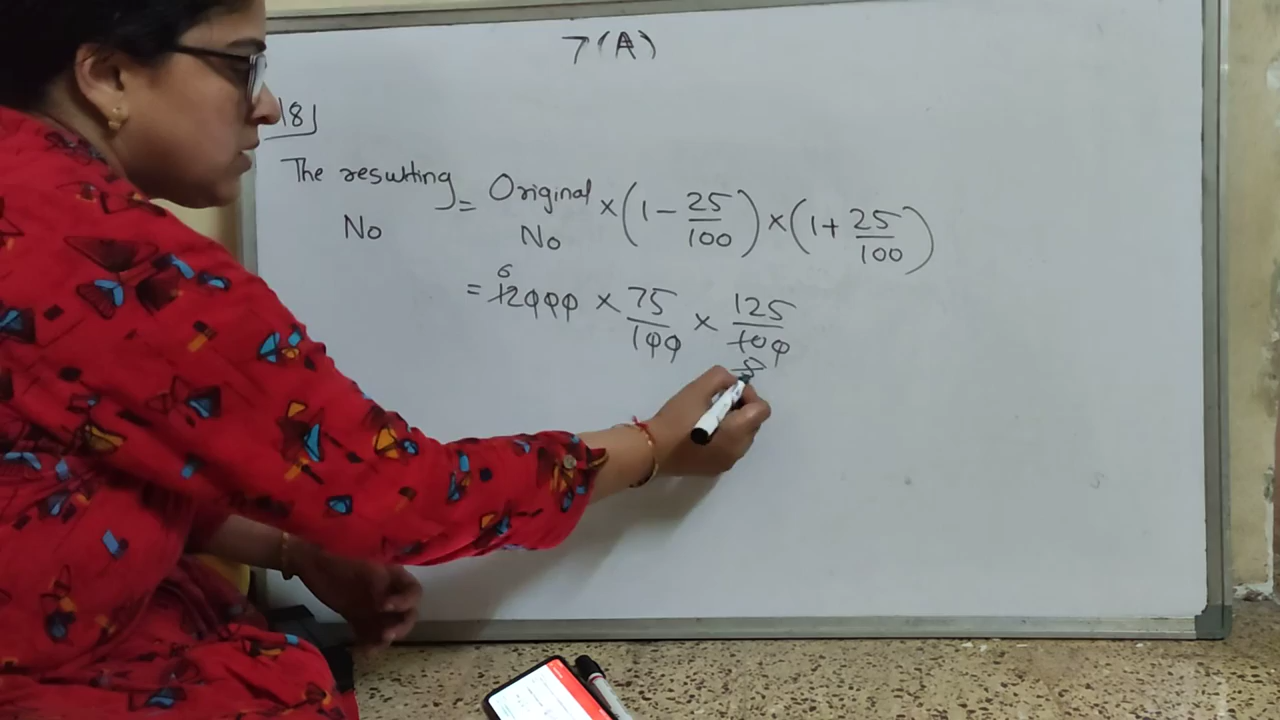 7(A)
18]
The resulting No = Original No × (1 - 25/100) × (1 + 25/100)
= 12000 × 75/100 × 125/100
6
5